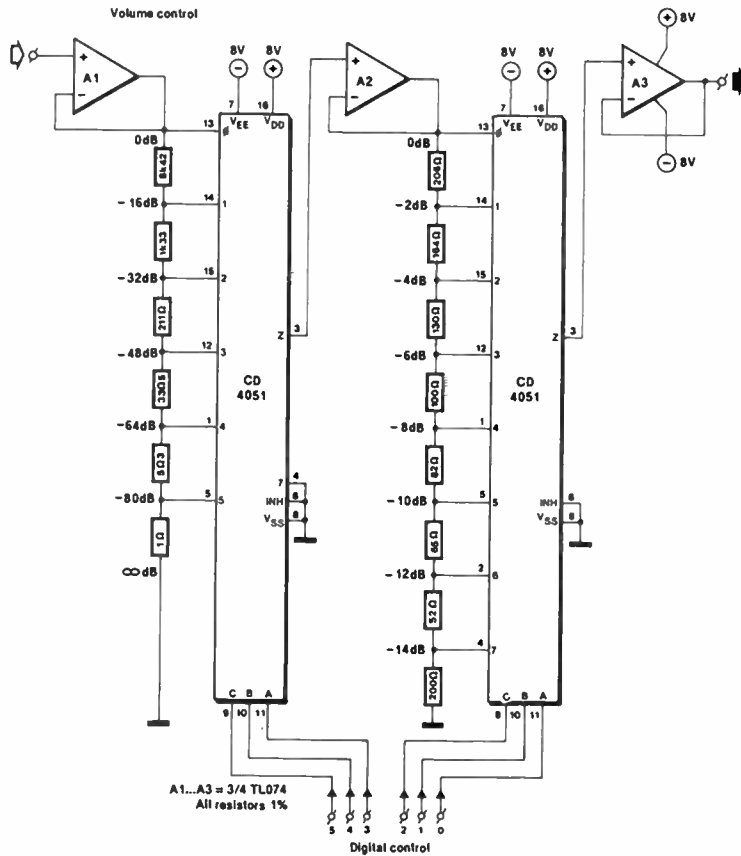 Volume control
8V 8V
8V 8V
8V
+ A1 −
+ A2 −
+ A3 −
7 16
VEE VDD
7 16
VEE VDD
8V
0dB 13
8k42
-16dB 14 1
1k33
-32dB 15 2
211Ω
-48dB 12 3
33Ω5
-64dB 1 4
5Ω3
-80dB 5 5
1Ω
∞dB
Z 3
CD
4051
7 4
INH 6
VSS 8
C B A
9 10 11
0dB 13
206Ω
-2dB 14 1
164Ω
-4dB 15 2
130Ω
-6dB 12 3
100Ω
-8dB 1 4
82Ω
-10dB 5 5
65Ω
-12dB 2 6
52Ω
-14dB 4 7
200Ω
Z 3
CD
4051
INH 6
VSS 8
C B A
9 10 11
A1...A3 = 3/4 TL074
All resistors 1%
5 4 3 2 1 0
Digital control